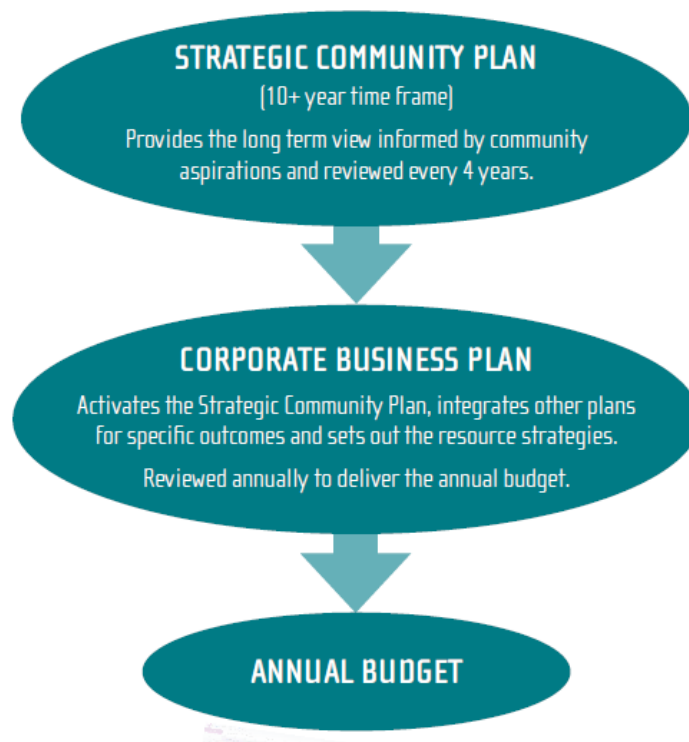 STRATEGIC COMMUNITY PLAN
(10+ year time frame)
Provides the long term view informed by community
aspirations and reviewed every 4 years.
CORPORATE BUSINESS PLAN
Activates the Strategic Community Plan, integrates other plans
for specific outcomes and sets out the resource strategies.
Reviewed annually to deliver the annual budget.
ANNUAL BUDGET